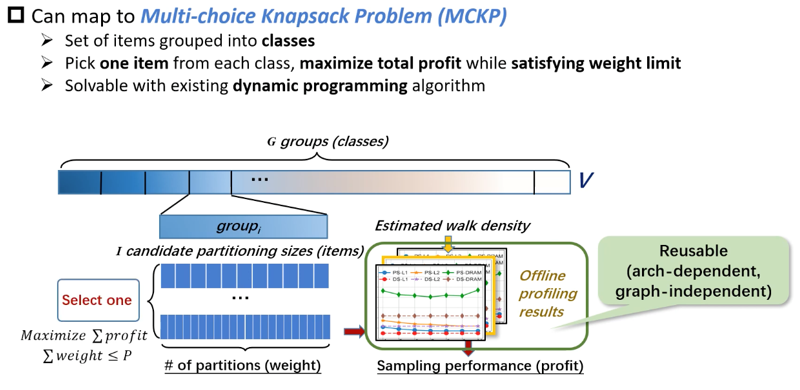 Can map to Multi-choice Knapsack Problem (MCKP)
Set of items grouped into classes
Pick one item from each class, maximize total profit while satisfying weight limit
Solvable with existing dynamic programming algorithm
G groups (classes)
...
V
group_i
Estimated walk density
I candidate partitioning sizes (items)
Reusable
(arch-dependent,
graph-independent)
PS-L1 PS-L2 PS-DRAM
DS-L1 DS-L2 DS-DRAM
Offline
profiling
results
Select one
...
Maximize ∑profit
∑weight ≤ P
# of partitions (weight)
Sampling performance (profit)